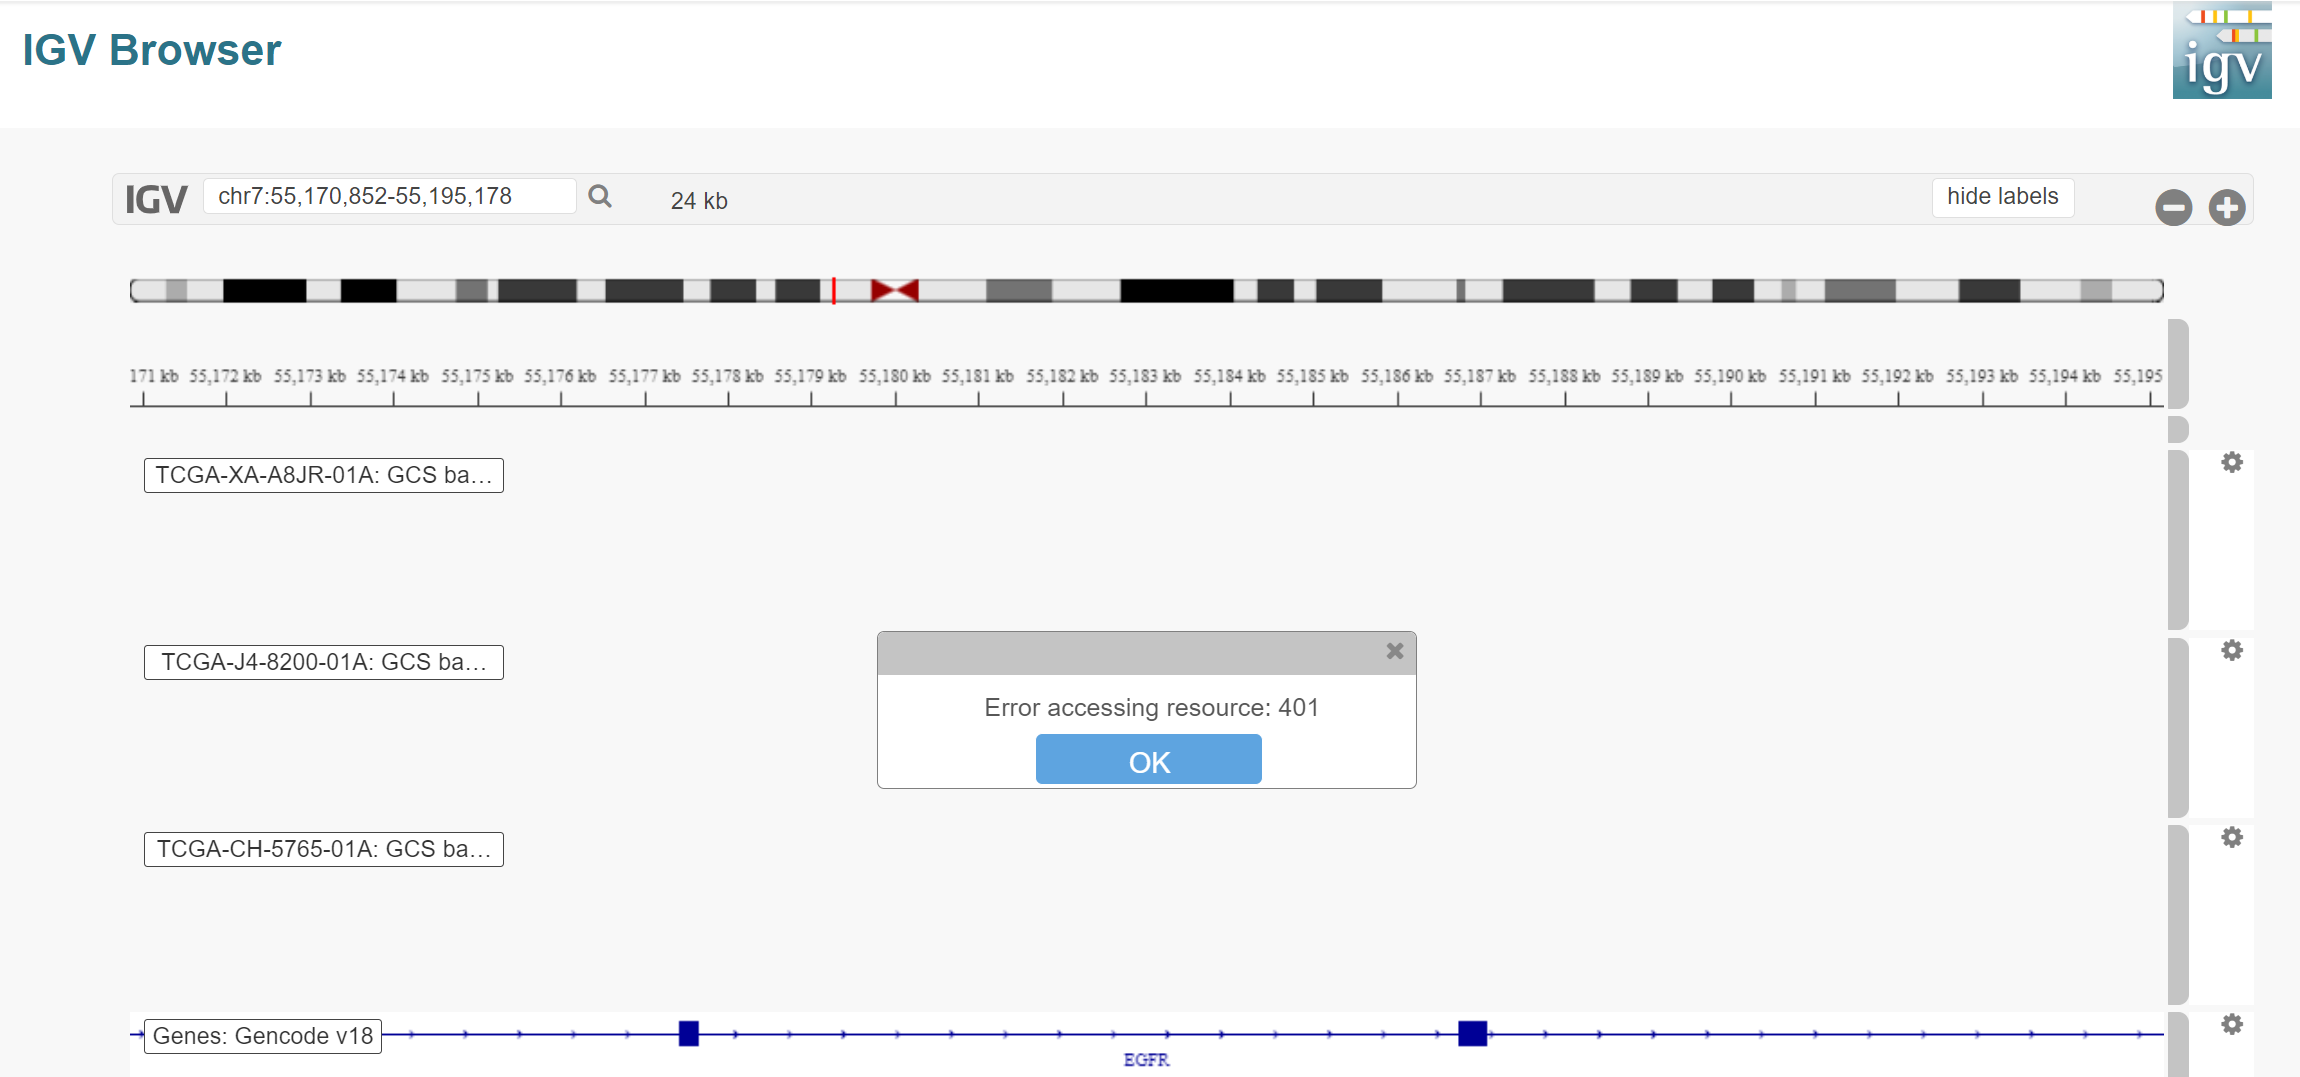 IGV Browser
igv
IGV chr7:55,170,852-55,195,178 24 kb hide labels
171 kb 55,172 kb 55,173 kb 55,174 kb 55,175 kb 55,176 kb 55,177 kb 55,178 kb 55,179 kb 55,180 kb 55,181 kb 55,182 kb 55,183 kb 55,184 kb 55,185 kb 55,186 kb 55,187 kb 55,188 kb 55,189 kb 55,190 kb 55,191 kb 55,192 kb 55,193 kb 55,194 kb 55,195
TCGA-XA-A8JR-01A: GCS ba...
TCGA-J4-8200-01A: GCS ba...
Error accessing resource: 401
OK
TCGA-CH-5765-01A: GCS ba...
Genes: Gencode v18
EGFR